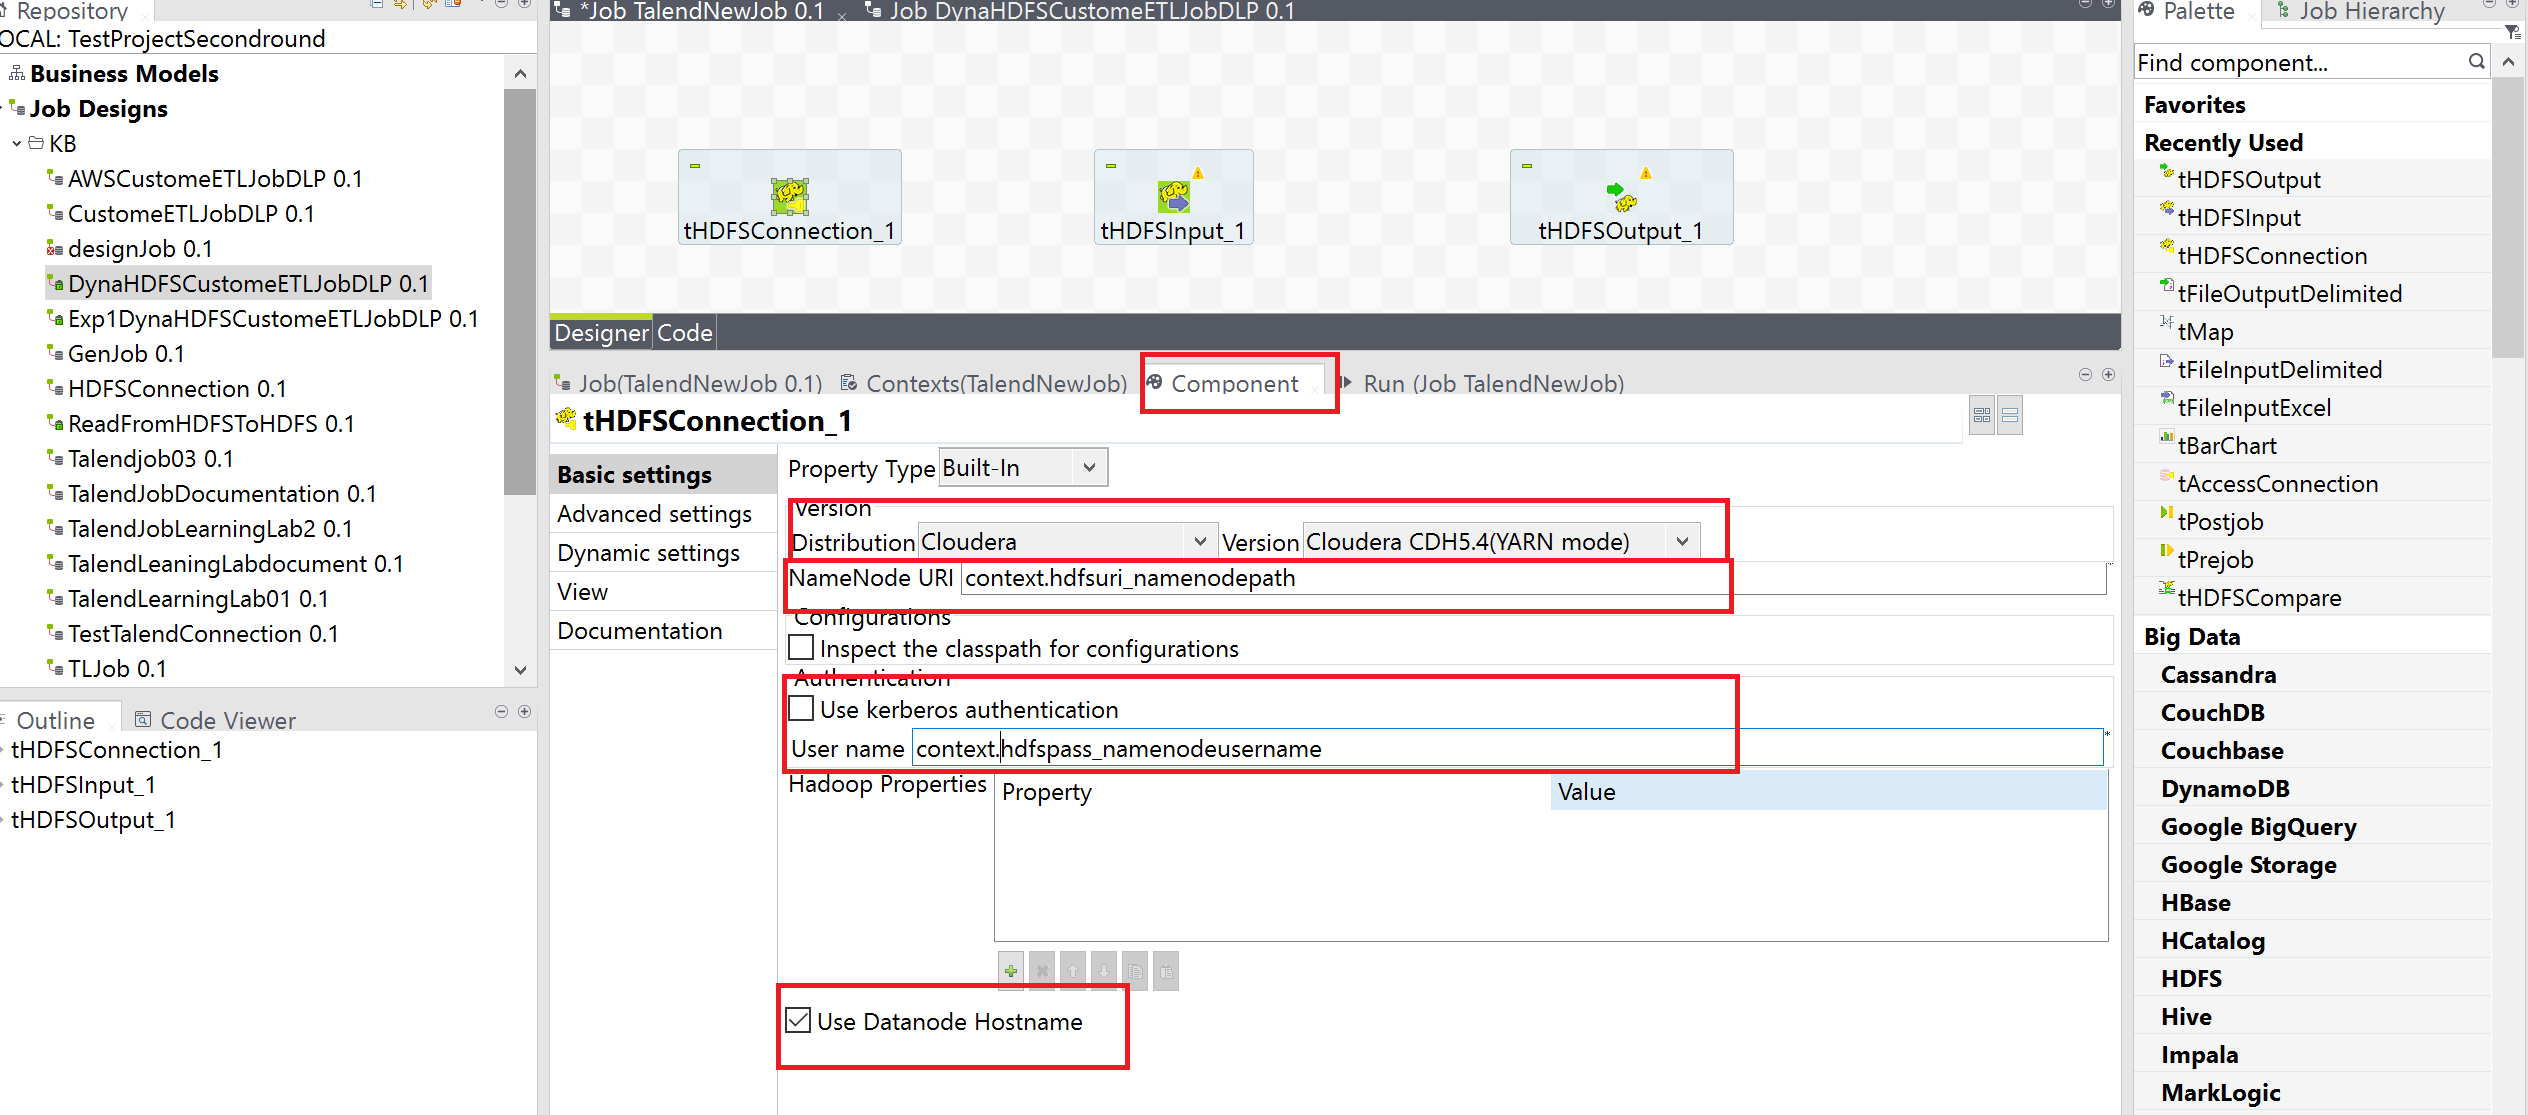 Repository
OCAL: TestProjectSecondround
Business Models
Job Designs
KB
AWSCustomeETLJobDLP 0.1
CustomeETLJobDLP 0.1
designJob 0.1
DynaHDFSCustomeETLJobDLP 0.1
Exp1DynaHDFSCustomeETLJobDLP 0.1
GenJob 0.1
HDFSConnection 0.1
ReadFromHDFSToHDFS 0.1
Talendjob03 0.1
TalendJobDocumentation 0.1
TalendJobLearningLab2 0.1
TalendLeaningLabdocument 0.1
TalendLearningLab01 0.1
TestTalendConnection 0.1
TLJob 0.1
Outline
Code Viewer
tHDFSConnection_1
tHDFSInput_1
tHDFSOutput_1
*Job TalendNewJob 0.1
Job DynaHDFSCustomeETLJobDLP 0.1
tHDFSConnection_1
tHDFSInput_1
tHDFSOutput_1
Designer
Code
Job(TalendNewJob 0.1)
Contexts(TalendNewJob)
Component
Run (Job TalendNewJob)
tHDFSConnection_1
Basic settings
Advanced settings
Dynamic settings
View
Documentation
Property Type Built-In
Version
Distribution Cloudera Version Cloudera CDH5.4(YARN mode)
NameNode URI context.hdfsuri_namenodepath *
Configurations
Inspect the classpath for configurations
Authentication
Use kerberos authentication
User name context.hdfspass_namenodeusername *
Hadoop Properties
Property Value
Use Datanode Hostname
Palette
Job Hierarchy
Find component...
Favorites
Recently Used
tHDFSOutput
tHDFSInput
tHDFSConnection
tFileOutputDelimited
tMap
tFileInputDelimited
tFileInputExcel
tBarChart
tAccessConnection
tPostjob
tPrejob
tHDFSCompare
Big Data
Cassandra
CouchDB
Couchbase
DynamoDB
Google BigQuery
Google Storage
HBase
HCatalog
HDFS
Hive
Impala
MarkLogic